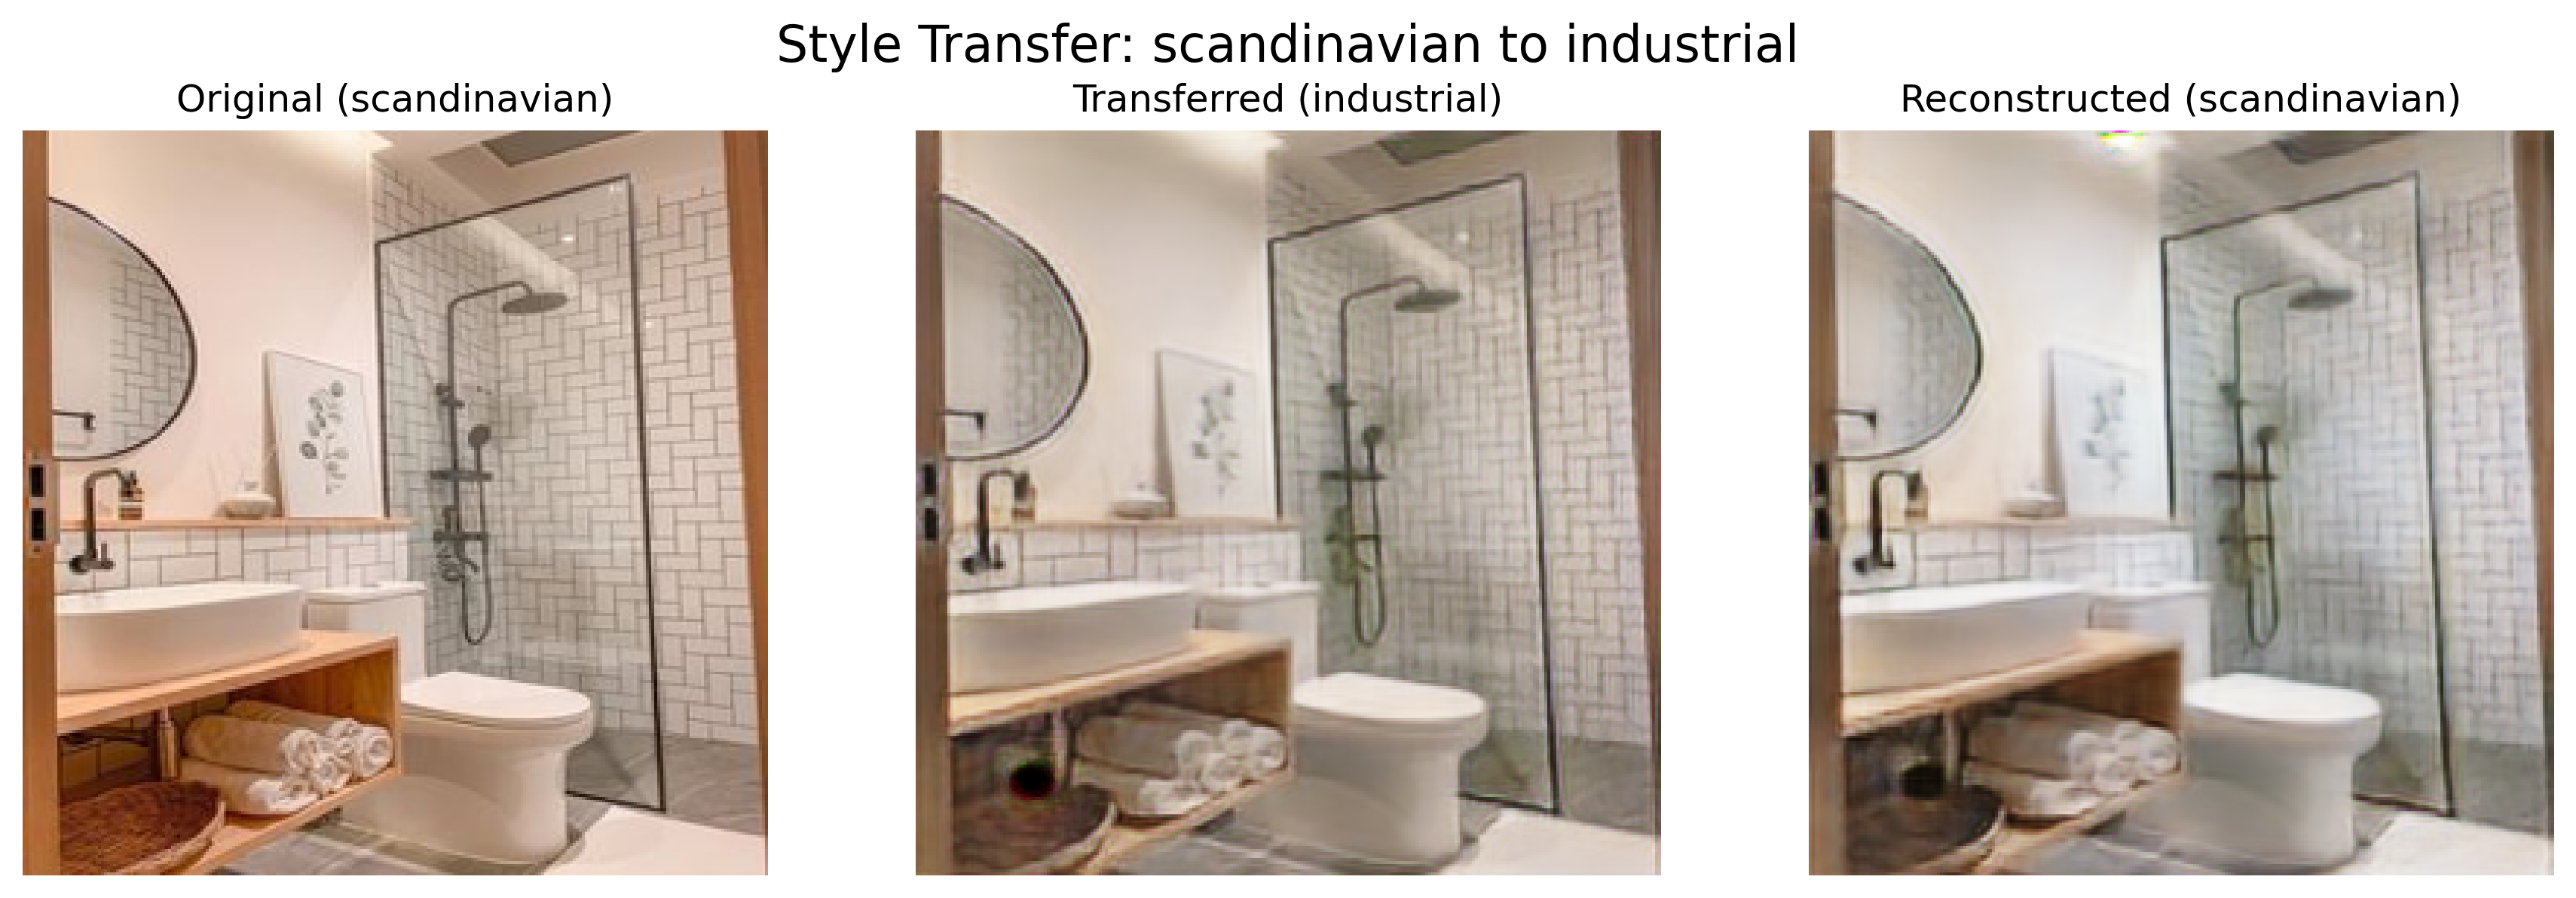 Style Transfer: scandinavian to industrial
Original (scandinavian)
Transferred (industrial)
Reconstructed (scandinavian)